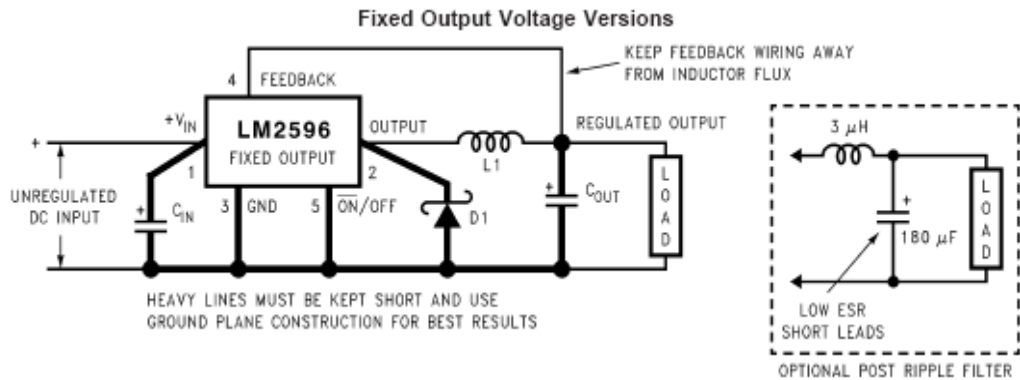 Fixed Output Voltage Versions
KEEP FEEDBACK WIRING AWAY
FROM INDUCTOR FLUX
4 FEEDBACK
+VIN
LM2596
FIXED OUTPUT
OUTPUT
REGULATED OUTPUT
L1
1
2
+
UNREGULATED
DC INPUT
+
CIN
3 GND
5 ON/OFF
D1
+
COUT
LOAD
HEAVY LINES MUST BE KEPT SHORT AND USE
GROUND PLANE CONSTRUCTION FOR BEST RESULTS
3 μH
+
180 μF
LOAD
LOW ESR
SHORT LEADS
OPTIONAL POST RIPPLE FILTER